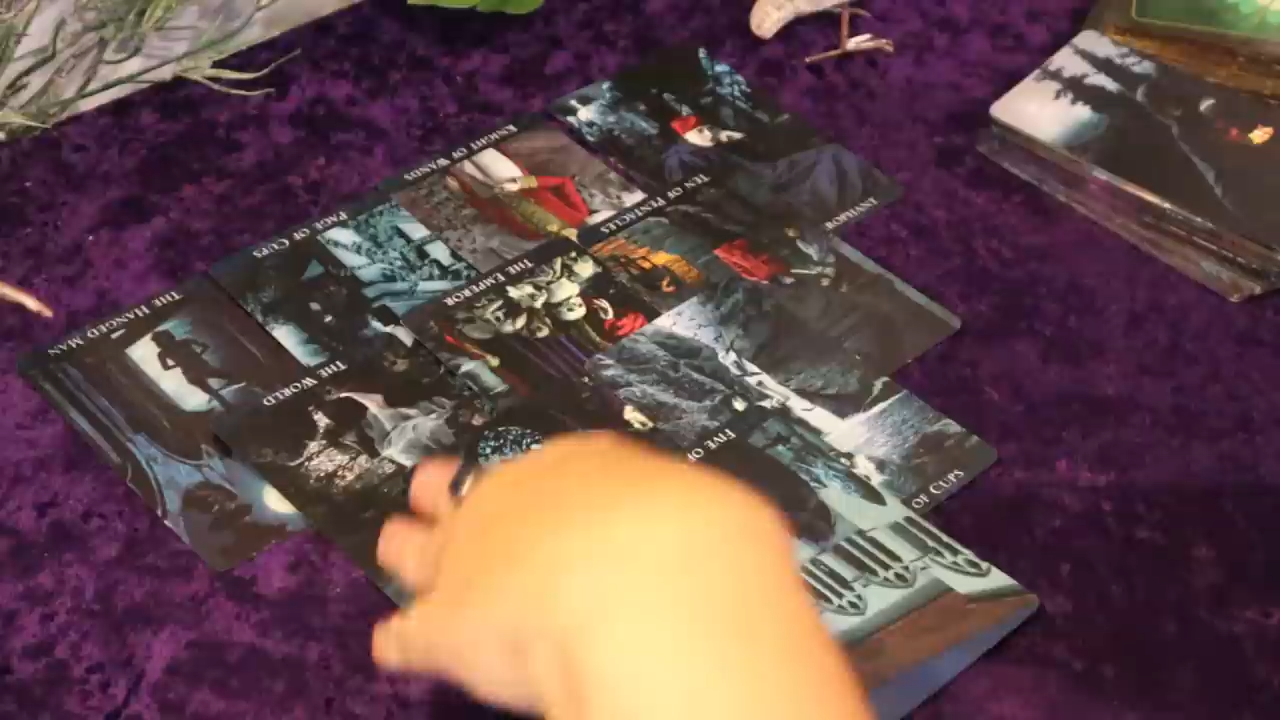 KNIGHT OF WANDS
TEN OF PENTACLES
PAGE OF CUPS
THE EMPEROR
THE HANGED MAN
THE WORLD
FIVE OF
OF CUPS